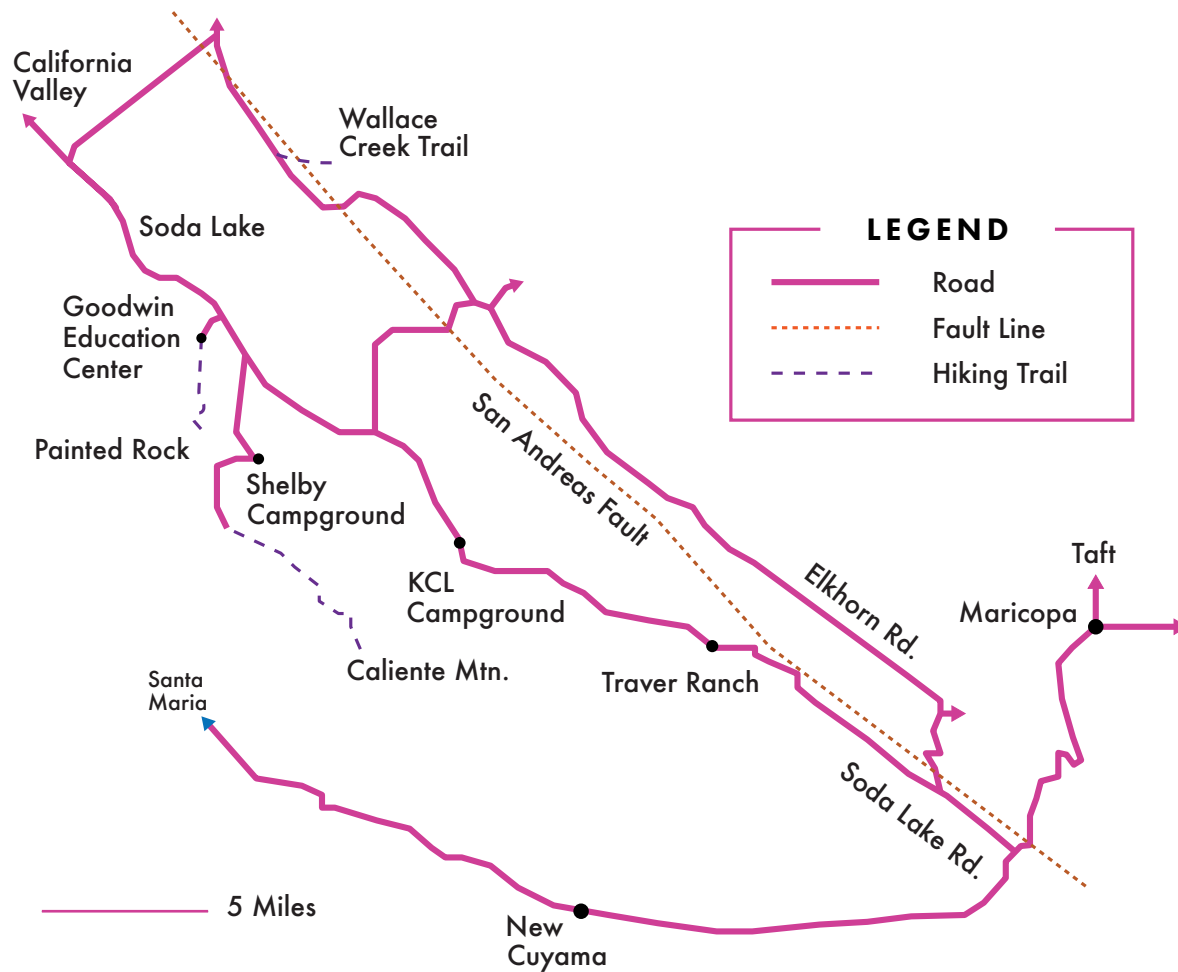 California
Valley
Wallace
Creek Trail
Soda Lake
LEGEND
Road
Fault Line
Hiking Trail
Goodwin
Education
Center
Painted Rock
Shelby
Campground
San Andreas Fault
KCL
Campground
Elkhorn Rd.
Taft
Maricopa
Caliente Mtn.
Traver Ranch
Santa
Maria
Soda Lake Rd.
5 Miles
New
Cuyama